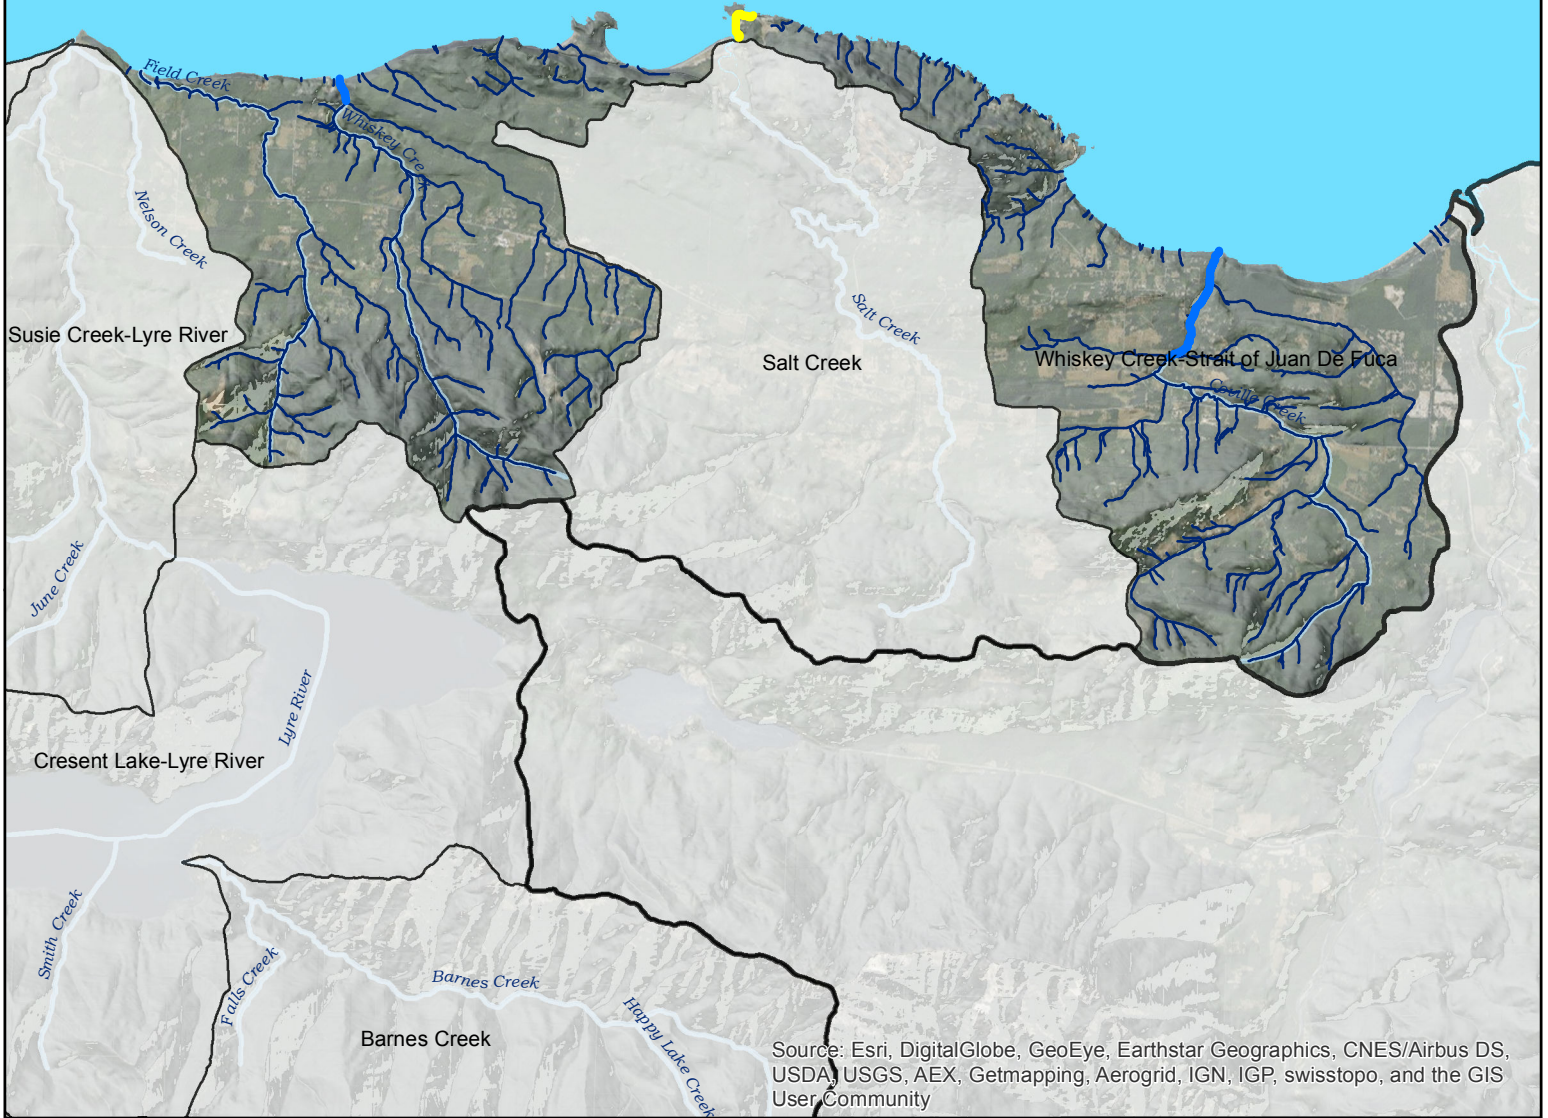 Field Creek
Whiskey Cre
Nelson Creek
Susie Creek-Lyre River
Salt Creek
Salt Creek
Whiskey Creek-Strait of Juan De Fuca
Creek
June Creek
Lyre River
Cresent Lake-Lyre River
Smith Creek
Falls Creek
Barnes Creek
Happy Lake Creek
Barnes Creek
Source: Esri, DigitalGlobe, GeoEye, Earthstar Geographics, CNES/Airbus DS,
USDA, USGS, AEX, Getmapping, Aerogrid, IGN, IGP, swisstopo, and the GIS
User Community